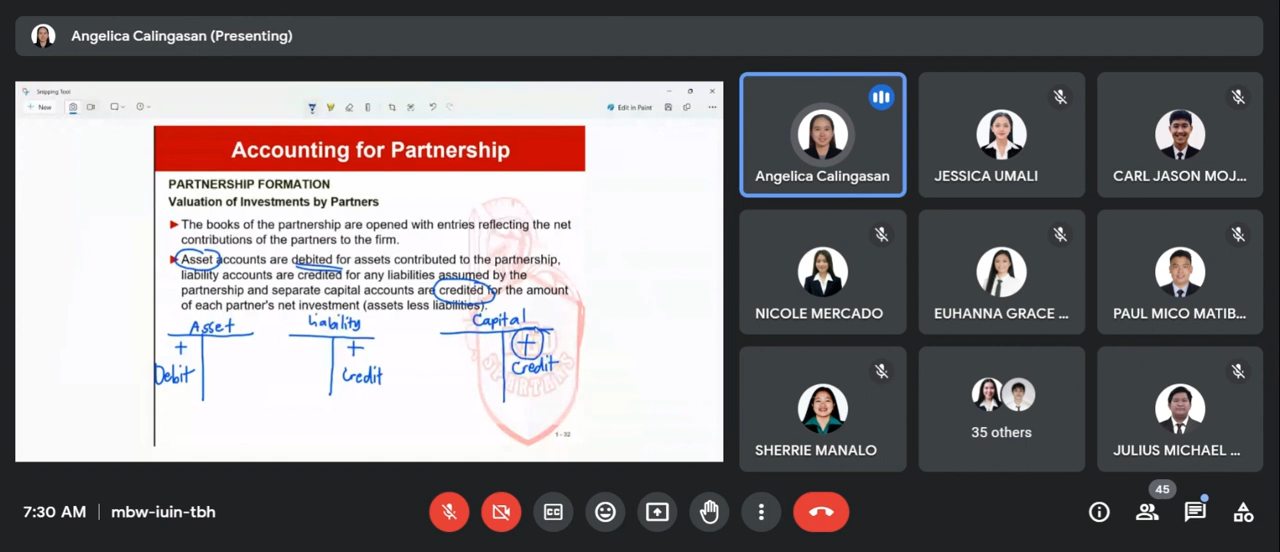 Angelica Calingasan (Presenting)
Snipping Tool
New
Edit in Paint
Accounting for Partnership
PARTNERSHIP FORMATION
Valuation of Investments by Partners
The books of the partnership are opened with entries reflecting the net
contributions of the partners to the firm.
Asset accounts are debited for assets contributed to the partnership,
liability accounts are credited for any liabilities assumed by the
partnership and separate capital accounts are credited for the amount
of each partner's net investment (assets less liabilities).
Asset Liability Capital
+ + +
Debit Credit Credit
SPARTANS
1 - 32
Angelica Calingasan
JESSICA UMALI
CARL JASON MOJ...
NICOLE MERCADO
EUHANNA GRACE ...
PAUL MICO MATIB...
SHERRIE MANALO
35 others
JULIUS MICHAEL ...
7:30 AM | mbw-iuin-tbh
CC
45